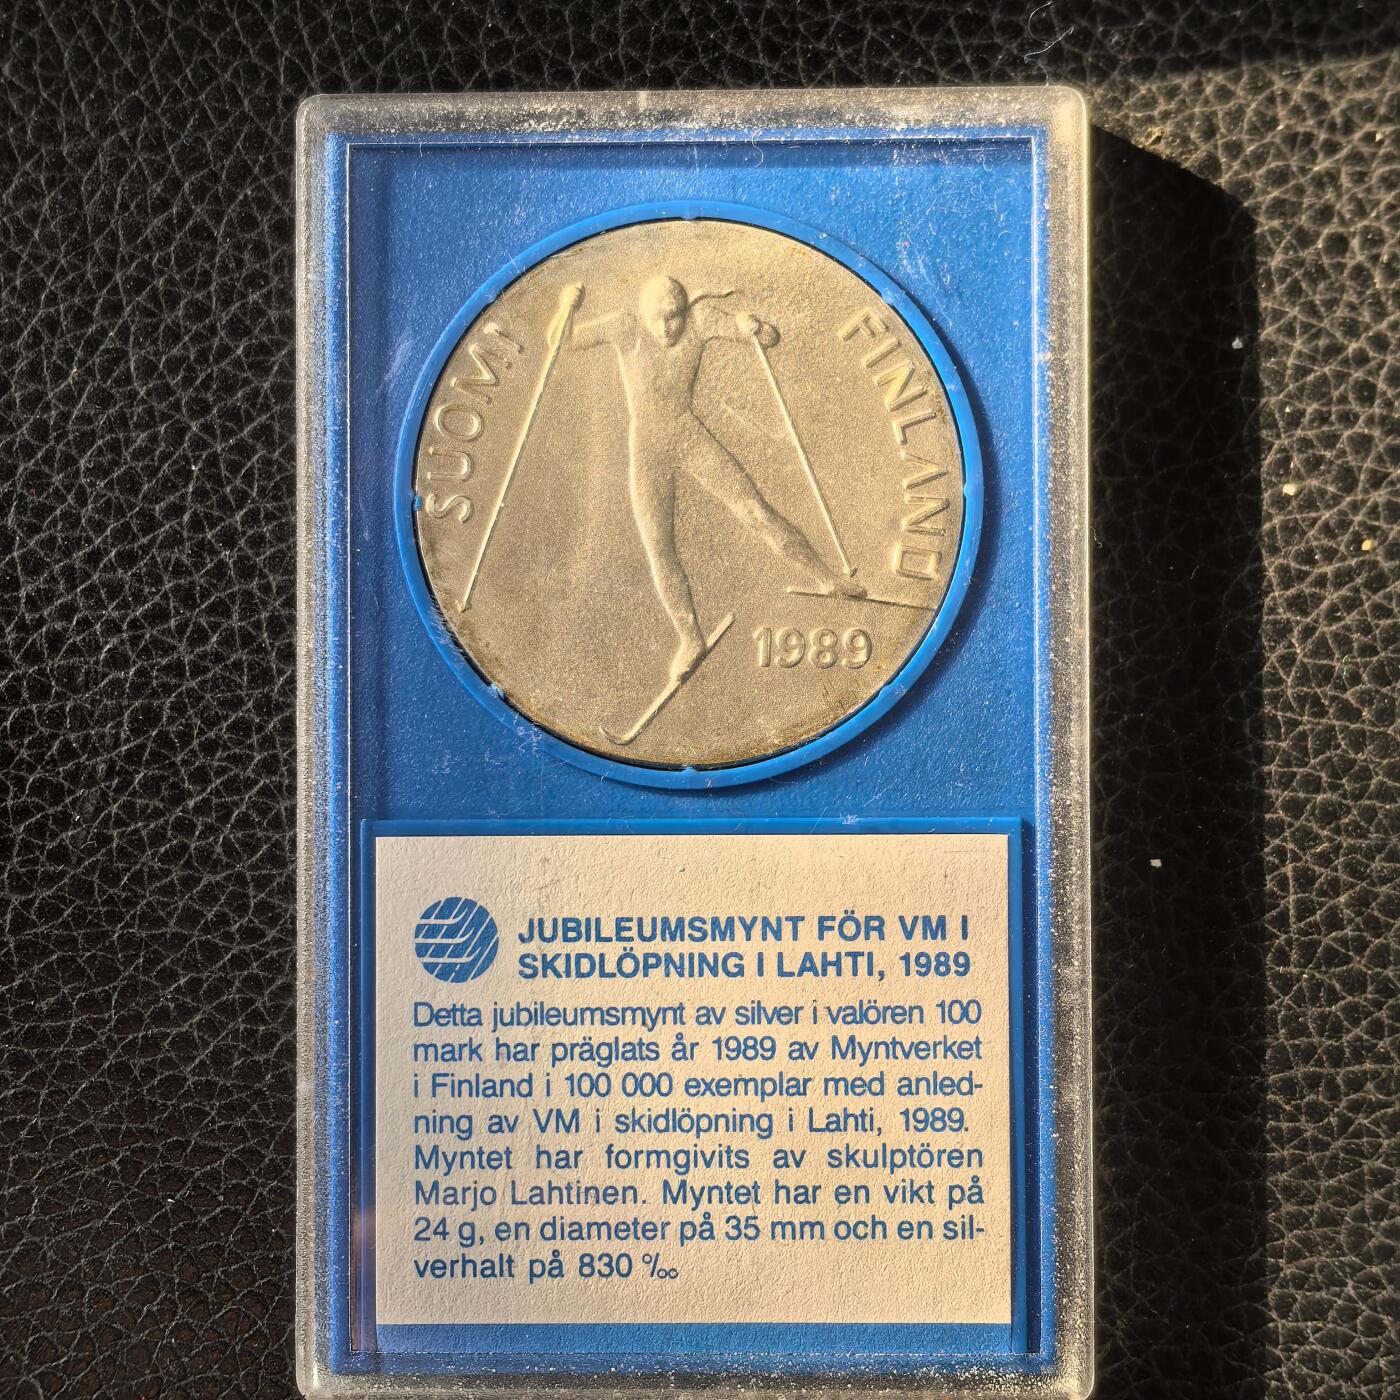 SUOMI
FINLAND
1989
JUBILEUMSMYNT FÖR VM I
SKIDLÖPNING I LAHTI, 1989
Detta jubileumsmynt av silver i valören 100
mark har präglats år 1989 av Myntverket
i Finland i 100 000 exemplar med anled-
ning av VM i skidlöpning i Lahti, 1989.
Myntet har formgivits av skulptören
Marjo Lahtinen. Myntet har en vikt på
24 g, en diameter på 35 mm och en sil-
verhalt på 830 ‰